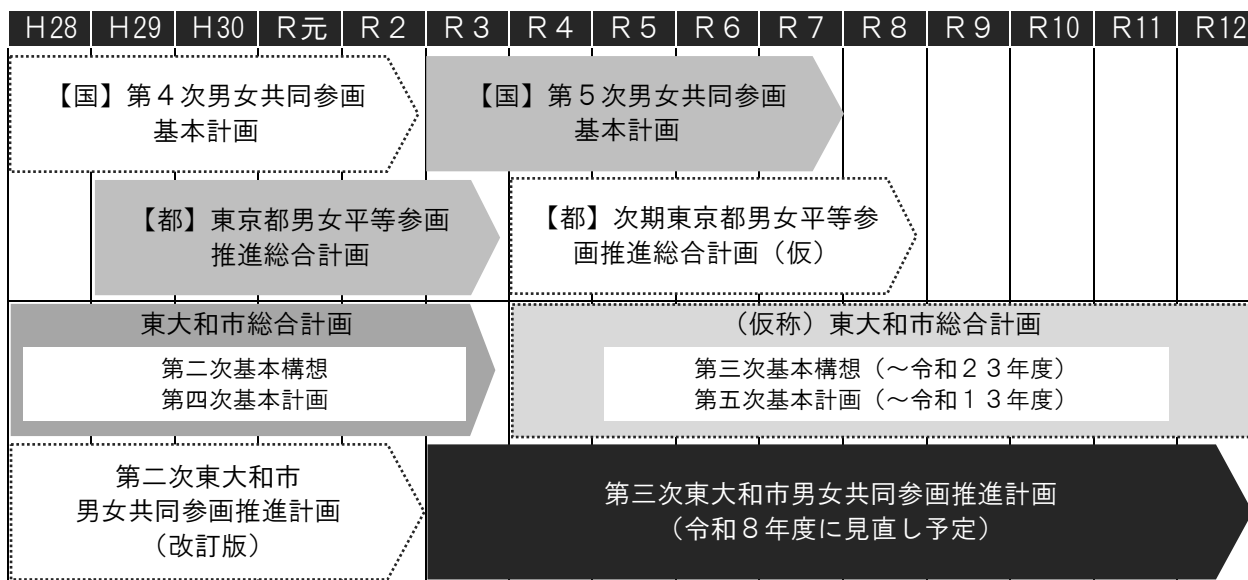 H28 H29 H30 R元 R2 R3 R4 R5 R6 R7 R8 R9 R10 R11 R12
【国】第4次男女共同参画
基本計画
【国】第5次男女共同参画
基本計画
【都】東京都男女平等参画
推進総合計画
【都】次期東京都男女平等参
画推進総合計画（仮）
東大和市総合計画
第二次基本構想
第四次基本計画
（仮称）東大和市総合計画
第三次基本構想（～令和２３年度）
第五次基本計画（～令和１３年度）
第二次東大和市
男女共同参画推進計画
（改訂版）
第三次東大和市男女共同参画推進計画
（令和８年度に見直し予定）